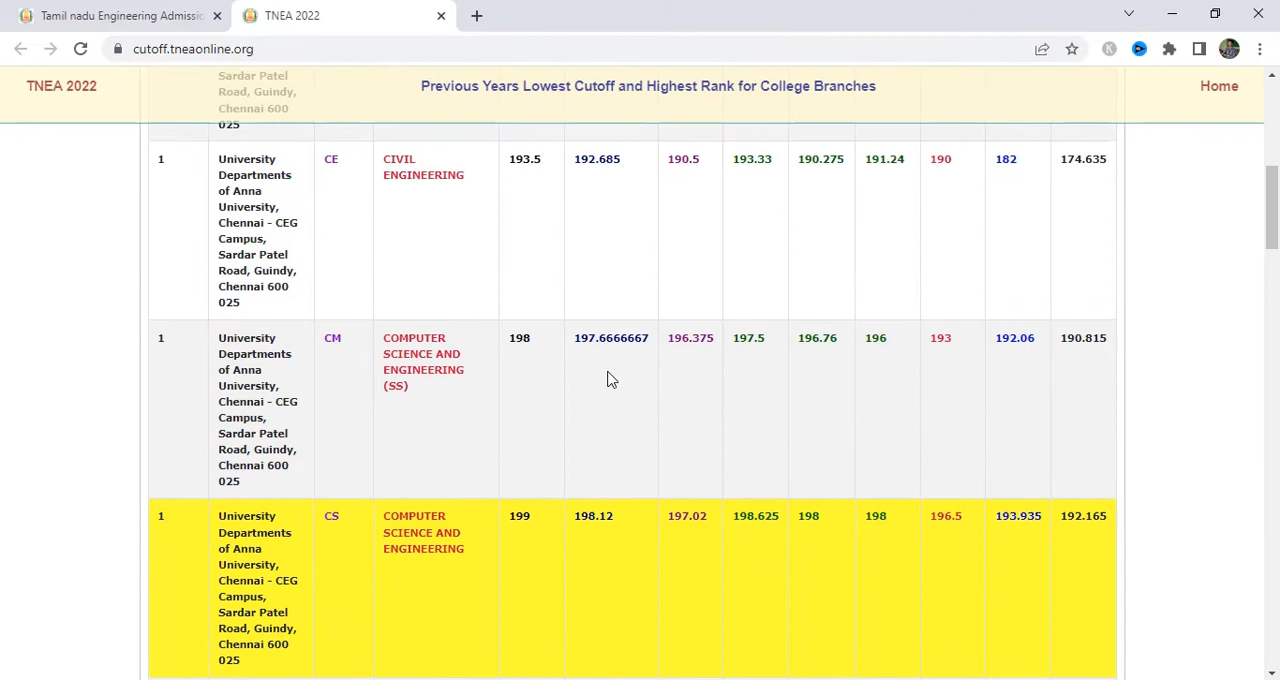 Tamil nadu Engineering Admissic
TNEA 2022
cutoff.tneaonline.org
K
TNEA 2022
Previous Years Lowest Cutoff and Highest Rank for College Branches
Home
Sardar Patel
Road, Guindy,
Chennai 600
025
1
University
Departments
of Anna
University,
Chennai - CEG
Campus,
Sardar Patel
Road, Guindy,
Chennai 600
025
CE
CIVIL
ENGINEERING
193.5
192.685
190.5
193.33
190.275
191.24
190
182
174.635
1
University
Departments
of Anna
University,
Chennai - CEG
Campus,
Sardar Patel
Road, Guindy,
Chennai 600
025
CM
COMPUTER
SCIENCE AND
ENGINEERING
(SS)
198
197.6666667
196.375
197.5
196.76
196
193
192.06
190.815
1
University
Departments
of Anna
University,
Chennai - CEG
Campus,
Sardar Patel
Road, Guindy,
Chennai 600
025
CS
COMPUTER
SCIENCE AND
ENGINEERING
199
198.12
197.02
198.625
198
198
196.5
193.935
192.165